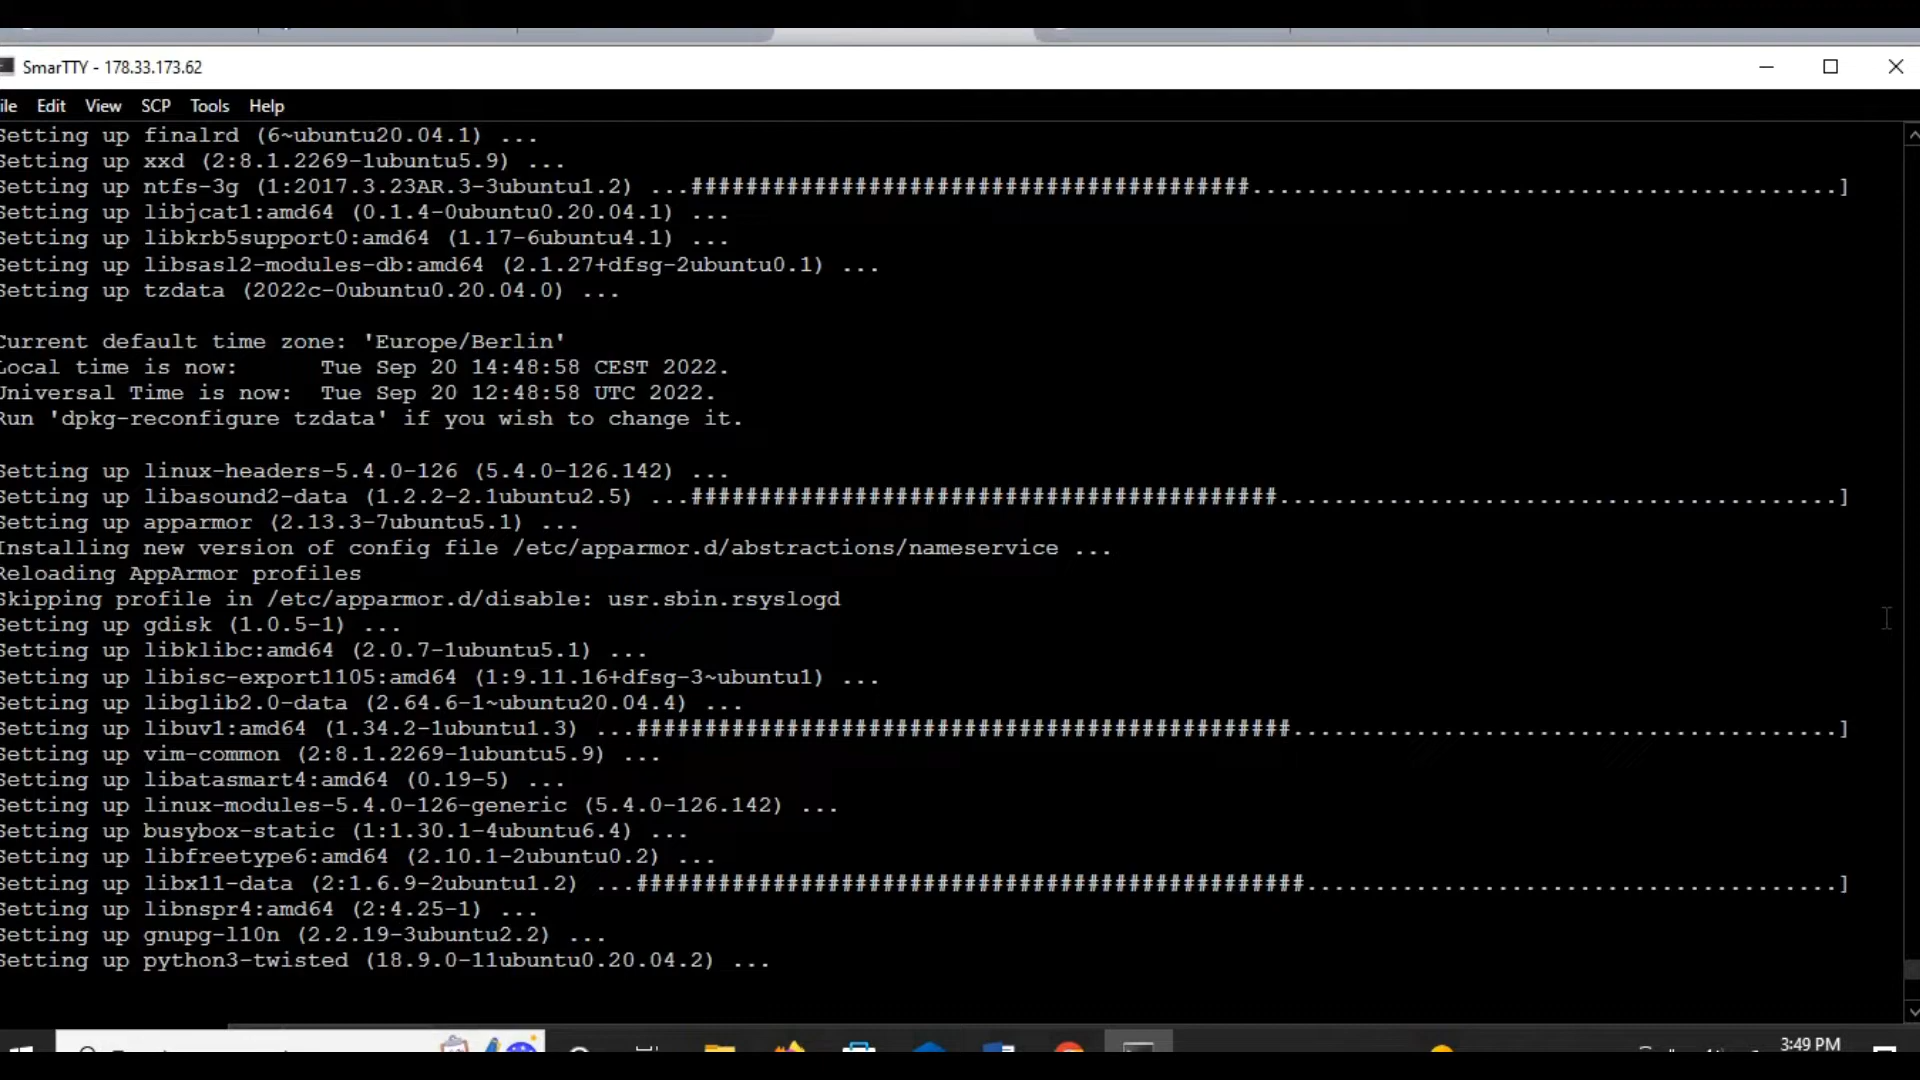 SmarTTY - 178.33.173.62
ile Edit View SCP Tools Help
Setting up finalrd (6~ubuntu20.04.1) ...
Setting up xxd (2:8.1.2269-1ubuntu5.9) ...
Setting up ntfs-3g (1:2017.3.23AR.3-3ubuntu1.2) ...#########################################...........................................]
Setting up libjcat1:amd64 (0.1.4-0ubuntu0.20.04.1) ...
Setting up libkrb5support0:amd64 (1.17-6ubuntu4.1) ...
Setting up libsasl2-modules-db:amd64 (2.1.27+dfsg-2ubuntu0.1) ...
Setting up tzdata (2022c-0ubuntu0.20.04.0) ...
Current default time zone: 'Europe/Berlin'
Local time is now:      Tue Sep 20 14:48:58 CEST 2022.
Universal Time is now:  Tue Sep 20 12:48:58 UTC 2022.
Run 'dpkg-reconfigure tzdata' if you wish to change it.
Setting up linux-headers-5.4.0-126 (5.4.0-126.142) ...
Setting up libasound2-data (1.2.2-2.1ubuntu2.5) ...###########################################.........................................]
Setting up apparmor (2.13.3-7ubuntu5.1) ...
Installing new version of config file /etc/apparmor.d/abstractions/nameservice ...
Reloading AppArmor profiles
Skipping profile in /etc/apparmor.d/disable: usr.sbin.rsyslogd
Setting up gdisk (1.0.5-1) ...
Setting up libklibc:amd64 (2.0.7-1ubuntu5.1) ...
Setting up libisc-export1105:amd64 (1:9.11.16+dfsg-3~ubuntu1) ...
Setting up libglib2.0-data (2.64.6-1~ubuntu20.04.4) ...
Setting up libuv1:amd64 (1.34.2-1ubuntu1.3) ...################################################........................................]
Setting up vim-common (2:8.1.2269-1ubuntu5.9) ...
Setting up libatasmart4:amd64 (0.19-5) ...
Setting up linux-modules-5.4.0-126-generic (5.4.0-126.142) ...
Setting up busybox-static (1:1.30.1-4ubuntu6.4) ...
Setting up libfreetype6:amd64 (2.10.1-2ubuntu0.2) ...
Setting up libx11-data (2:1.6.9-2ubuntu1.2) ...#################################################.......................................]
Setting up libnspr4:amd64 (2:4.25-1) ...
Setting up gnupg-l10n (2.2.19-3ubuntu2.2) ...
Setting up python3-twisted (18.9.0-11ubuntu0.20.04.2) ...
3:49 PM